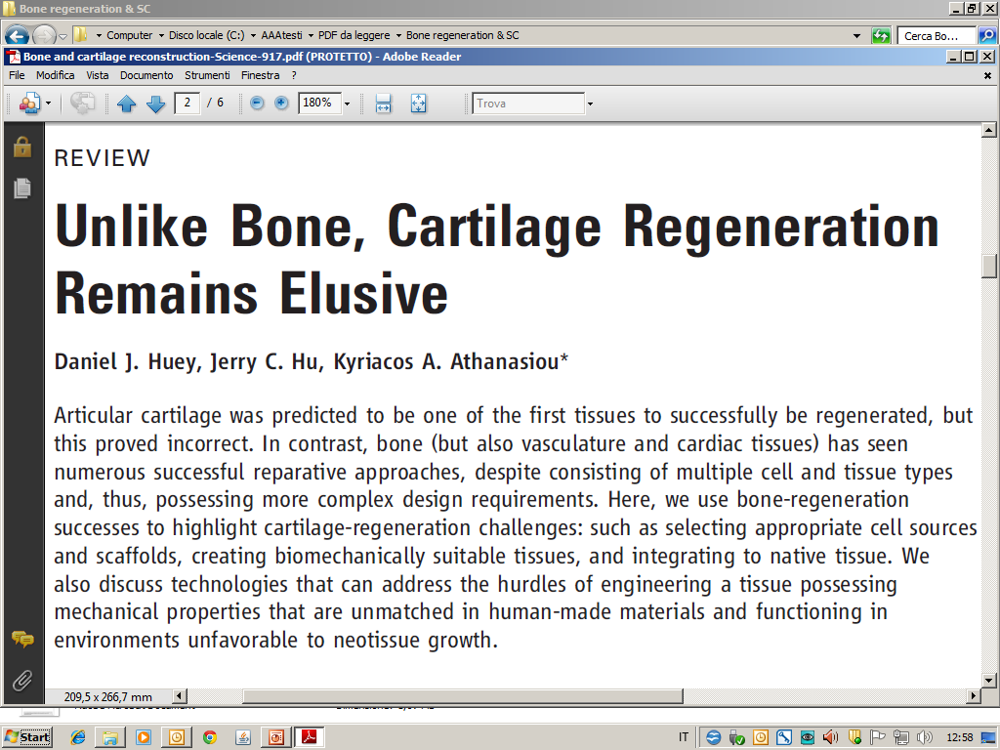 Bone regeneration & SC
Computer Disco locale (C:) AAAtesti PDF da leggere Bone regeneration & SC Cerca Bo...
Bone and cartilage reconstruction-Science-917.pdf (PROTETTO) - Adobe Reader
File Modifica Vista Documento Strumenti Finestra ?
2 / 6 180% Trova
REVIEW
Unlike Bone, Cartilage Regeneration
Remains Elusive
Daniel J. Huey, Jerry C. Hu, Kyriacos A. Athanasiou*
Articular cartilage was predicted to be one of the first tissues to successfully be regenerated, but
this proved incorrect. In contrast, bone (but also vasculature and cardiac tissues) has seen
numerous successful reparative approaches, despite consisting of multiple cell and tissue types
and, thus, possessing more complex design requirements. Here, we use bone-regeneration
successes to highlight cartilage-regeneration challenges: such as selecting appropriate cell sources
and scaffolds, creating biomechanically suitable tissues, and integrating to native tissue. We
also discuss technologies that can address the hurdles of engineering a tissue possessing
mechanical properties that are unmatched in human-made materials and functioning in
environments unfavorable to neotissue growth.
209,5 x 266,7 mm
Start IT 12:58